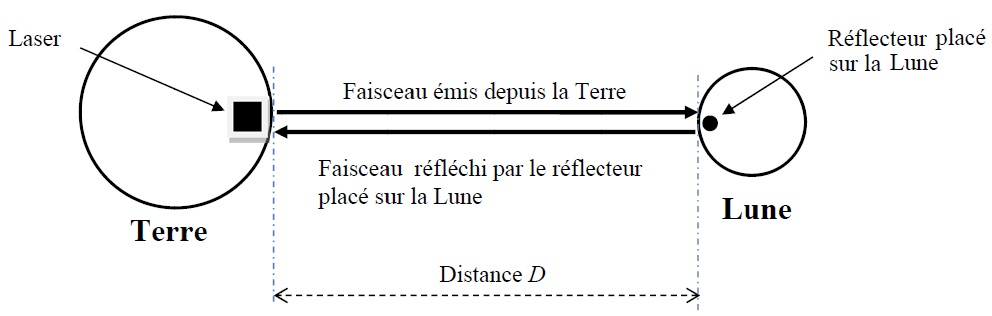 Laser
Réflecteur placé
sur la Lune
Faisceau émis depuis la Terre
Faisceau réfléchi par le réflecteur
placé sur la Lune
Terre
Lune
Distance D